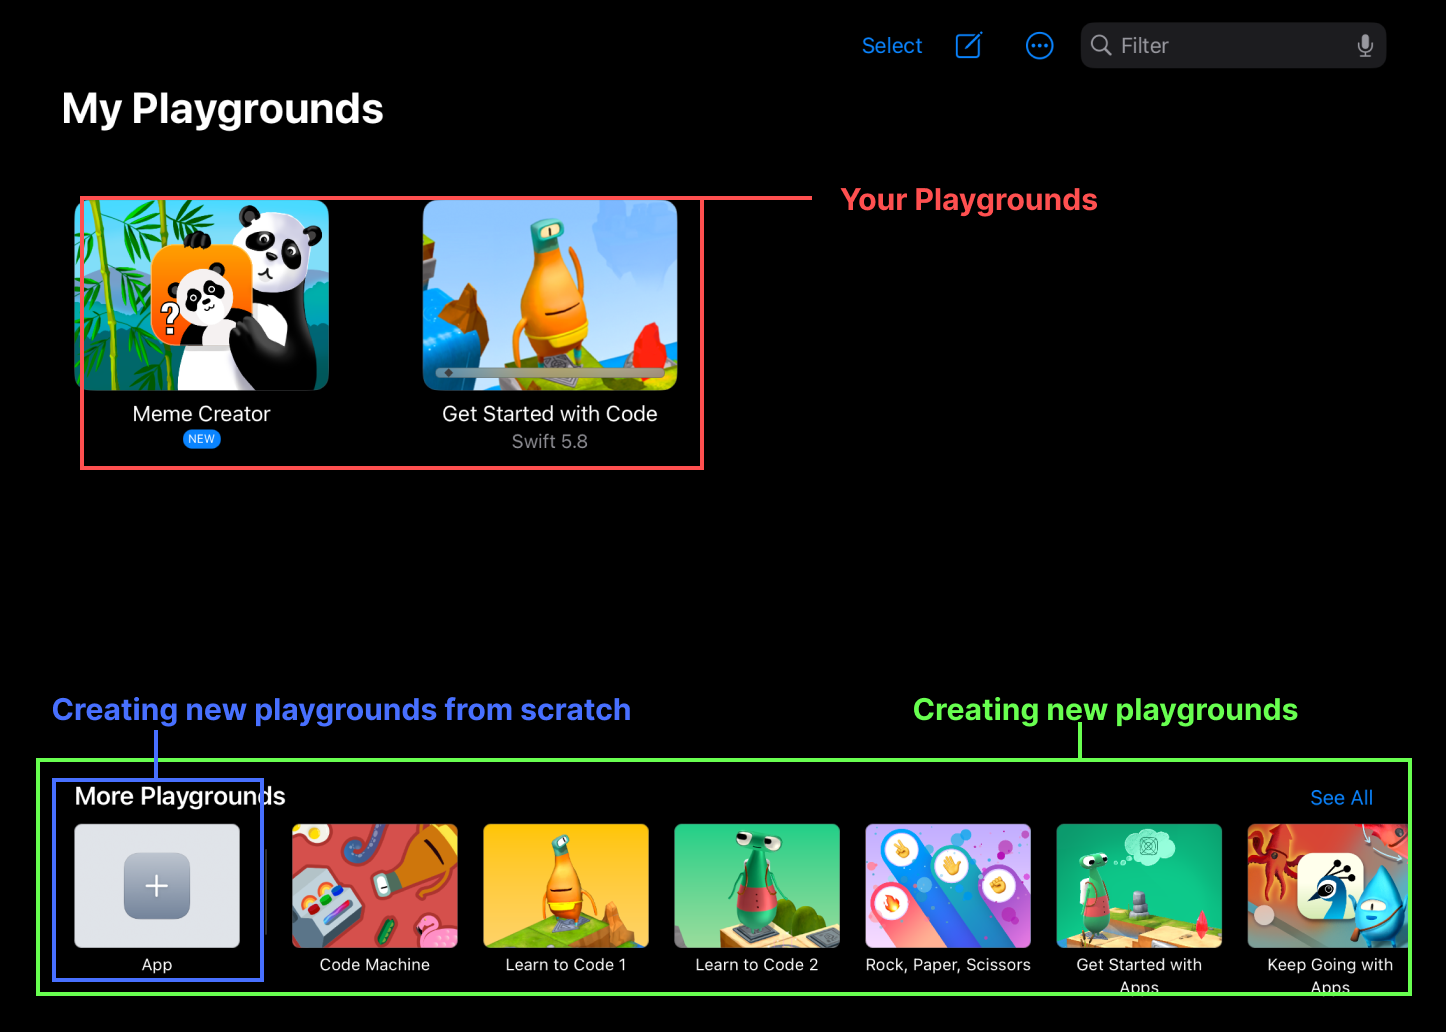 Select
Filter
My Playgrounds
Your Playgrounds
?
Meme Creator
NEW
Get Started with Code
Swift 5.8
Creating new playgrounds from scratch
Creating new playgrounds
More Playgrounds
See All
App
Code Machine
Learn to Code 1
Learn to Code 2
Rock, Paper, Scissors
Get Started with
Apps
Keep Going with
Apps